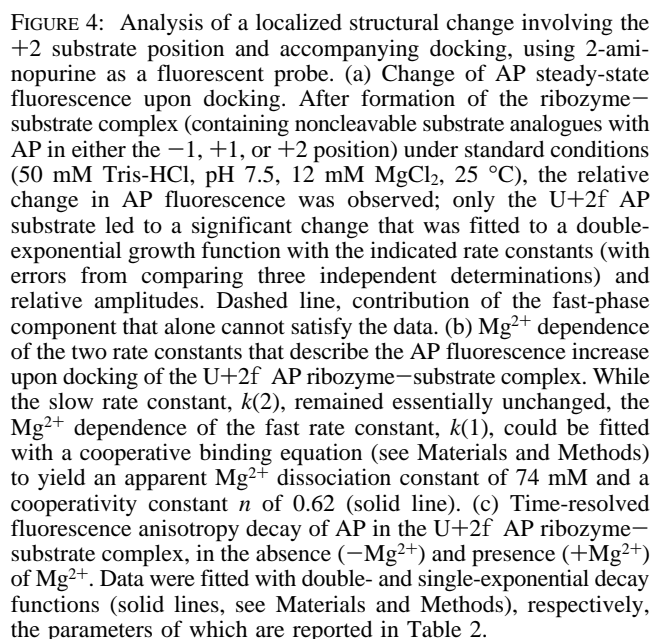 FIGURE 4: Analysis of a localized structural change involving the
+2 substrate position and accompanying docking, using 2-ami-
nopurine as a fluorescent probe. (a) Change of AP steady-state
fluorescence upon docking. After formation of the ribozyme−
substrate complex (containing noncleavable substrate analogues with
AP in either the −1, +1, or +2 position) under standard conditions
(50 mM Tris-HCl, pH 7.5, 12 mM MgCl₂, 25 °C), the relative
change in AP fluorescence was observed; only the U+2f AP
substrate led to a significant change that was fitted to a double-
exponential growth function with the indicated rate constants (with
errors from comparing three independent determinations) and
relative amplitudes. Dashed line, contribution of the fast-phase
component that alone cannot satisfy the data. (b) Mg²⁺ dependence
of the two rate constants that describe the AP fluorescence increase
upon docking of the U+2f AP ribozyme−substrate complex. While
the slow rate constant, k(2), remained essentially unchanged, the
Mg²⁺ dependence of the fast rate constant, k(1), could be fitted
with a cooperative binding equation (see Materials and Methods)
to yield an apparent Mg²⁺ dissociation constant of 74 mM and a
cooperativity constant n of 0.62 (solid line). (c) Time-resolved
fluorescence anisotropy decay of AP in the U+2f AP ribozyme−
substrate complex, in the absence (−Mg²⁺) and presence (+Mg²⁺)
of Mg²⁺. Data were fitted with double- and single-exponential decay
functions (solid lines, see Materials and Methods), respectively,
the parameters of which are reported in Table 2.